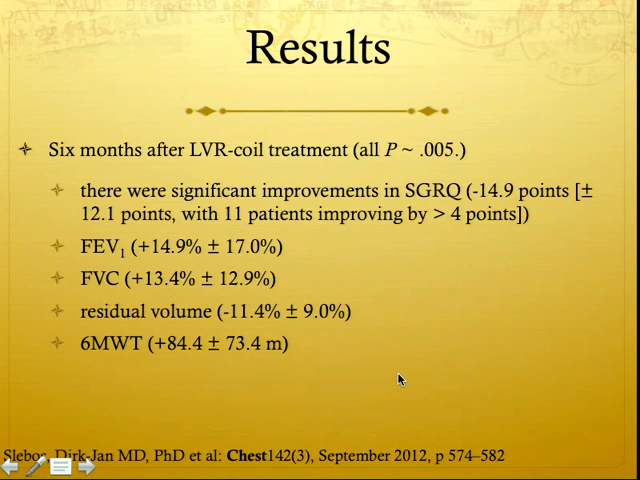 Results
Six months after LVR-coil treatment (all P ~ .005.)
there were significant improvements in SGRQ (-14.9 points [±
12.1 points, with 11 patients improving by > 4 points])
FEV1 (+14.9% ± 17.0%)
FVC (+13.4% ± 12.9%)
residual volume (-11.4% ± 9.0%)
6MWT (+84.4 ± 73.4 m)
Slebos, Dirk-Jan MD, PhD et al: Chest142(3), September 2012, p 574–582